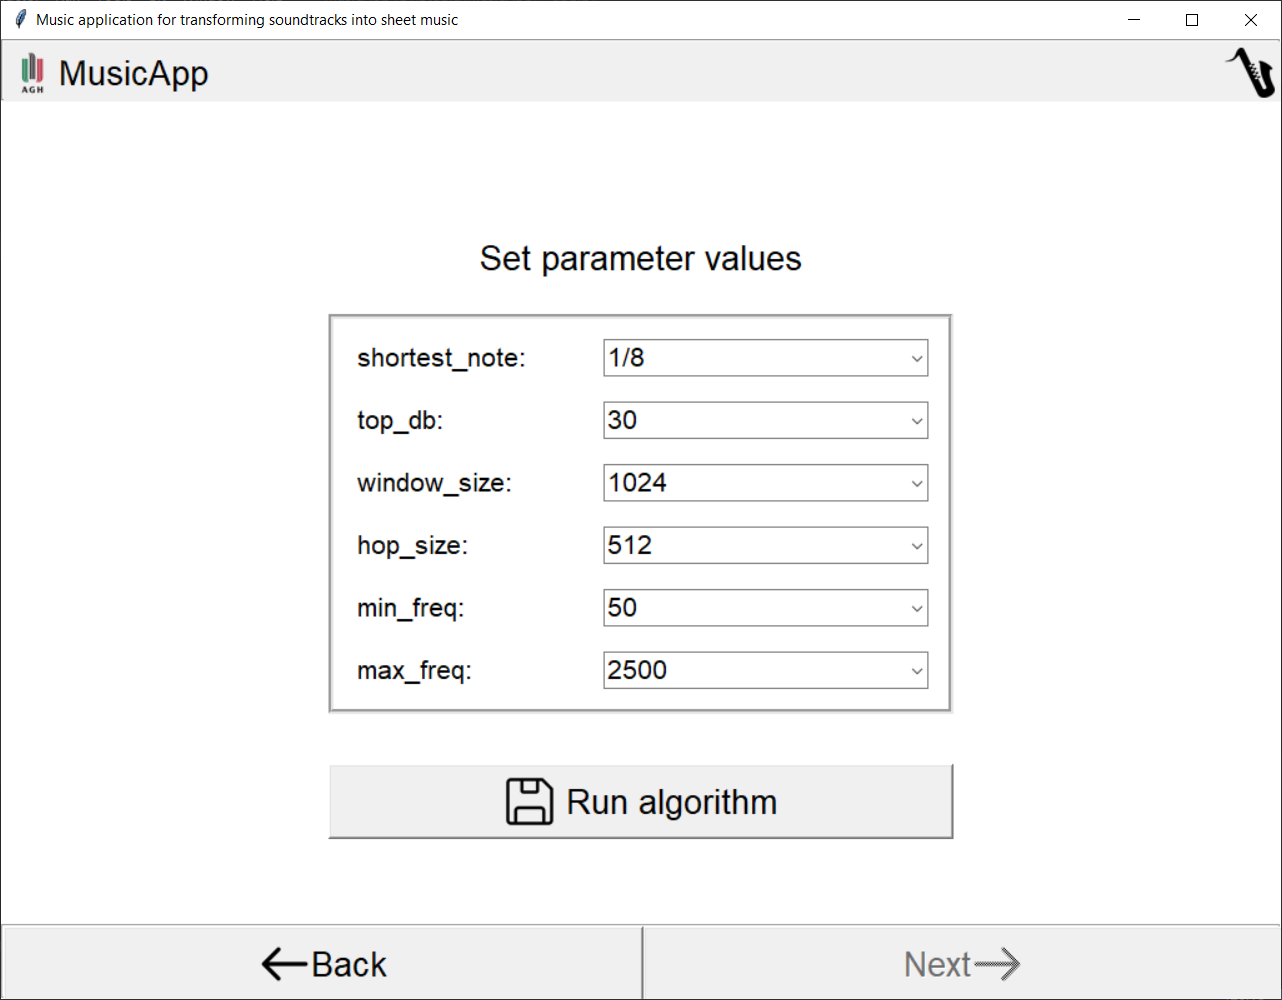 Music application for transforming soundtracks into sheet music
AGH
MusicApp
Set parameter values
shortest_note: 1/8
top_db: 30
window_size: 1024
hop_size: 512
min_freq: 50
max_freq: 2500
Run algorithm
Back
Next